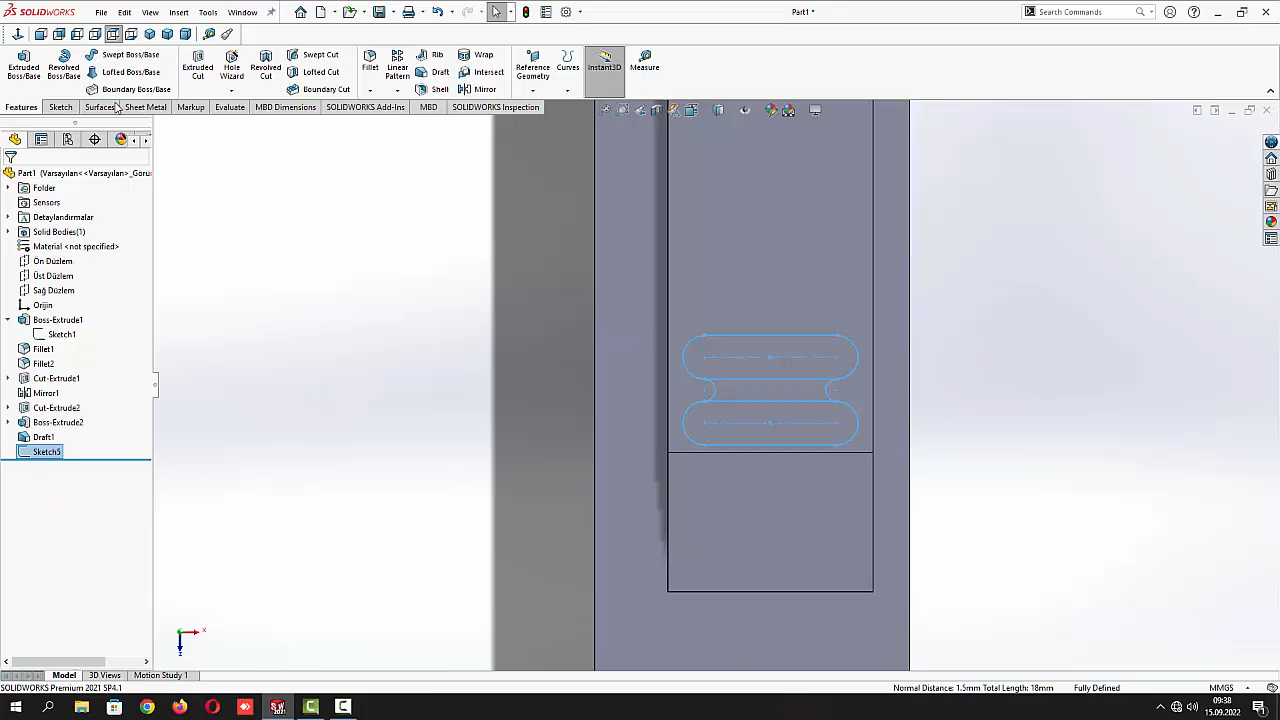 SOLIDWORKS File Edit View Insert Tools Window Part1 * Search Commands
Extruded Boss/Base Revolved Boss/Base Swept Boss/Base Lofted Boss/Base Boundary Boss/Base Extruded Cut Hole Wizard Revolved Cut Swept Cut Lofted Cut Boundary Cut Fillet Linear Pattern Rib Draft Shell Wrap Intersect Mirror Reference Geometry Curves Instant3D Measure
Features Sketch Surfaces Sheet Metal Markup Evaluate MBD Dimensions SOLIDWORKS Add-Ins MBD SOLIDWORKS Inspection
Part1 (Varsayılan<<Varsayılan>_Görün
Folder
Sensors
Detaylandırmalar
Solid Bodies(1)
Material <not specified>
Ön Düzlem
Üst Düzlem
Sağ Düzlem
Orijin
Boss-Extrude1
Sketch1
Fillet1
Fillet2
Cut-Extrude1
Mirror1
Cut-Extrude2
Boss-Extrude2
Draft1
Sketch5
x
z
Model 3D Views Motion Study 1
SOLIDWORKS Premium 2021 SP4.1 Normal Distance: 1.5mm Total Length: 18mm Fully Defined MMGS
09:38
15.09.2022